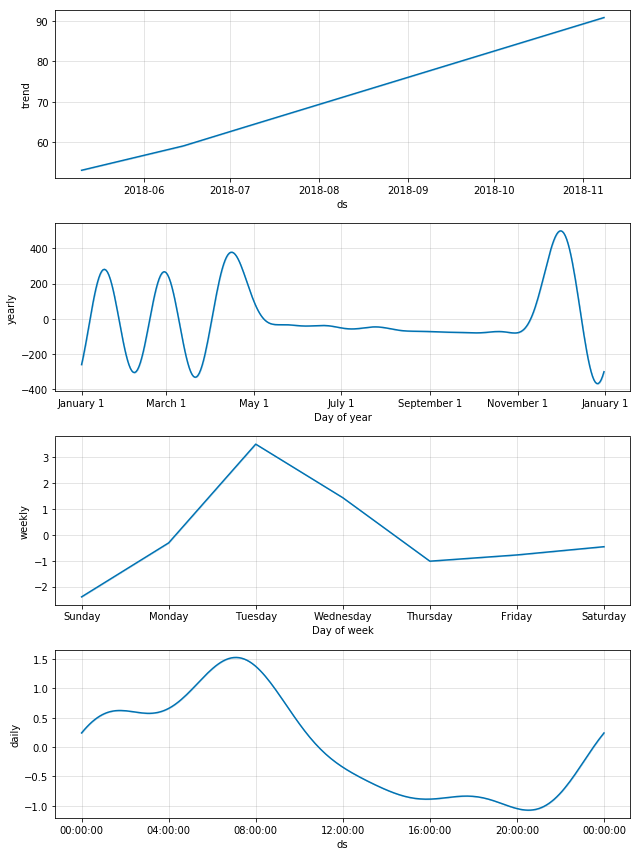 90
80
70
60
trend
2018-06 2018-07 2018-08 2018-09 2018-10 2018-11
ds
400
200
0
−200
−400
yearly
January 1 March 1 May 1 July 1 September 1 November 1 January 1
Day of year
3
2
1
0
−1
−2
weekly
Sunday Monday Tuesday Wednesday Thursday Friday Saturday
Day of week
1.5
1.0
0.5
0.0
−0.5
−1.0
daily
00:00:00 04:00:00 08:00:00 12:00:00 16:00:00 20:00:00 00:00:00
ds